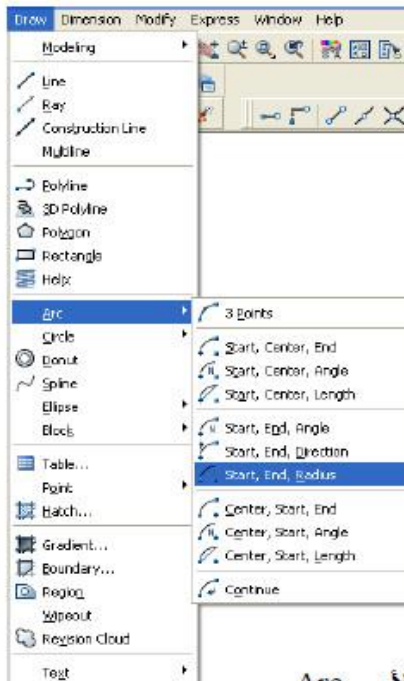 Draw Dimension Modify Express Window Help
Modeling
Line
Ray
Construction Line
Multiline
Polyline
3D Polyline
Polygon
Rectangle
Helix
Arc
Circle
Donut
Spline
Ellipse
Block
Table...
Point
Hatch...
Gradient...
Boundary...
Region
Wipeout
Revision Cloud
Text
3 Points
Start, Center, End
Start, Center, Angle
Start, Center, Length
Start, End, Angle
Start, End, Direction
Start, End, Radius
Center, Start, End
Center, Start, Angle
Center, Start, Length
Continue